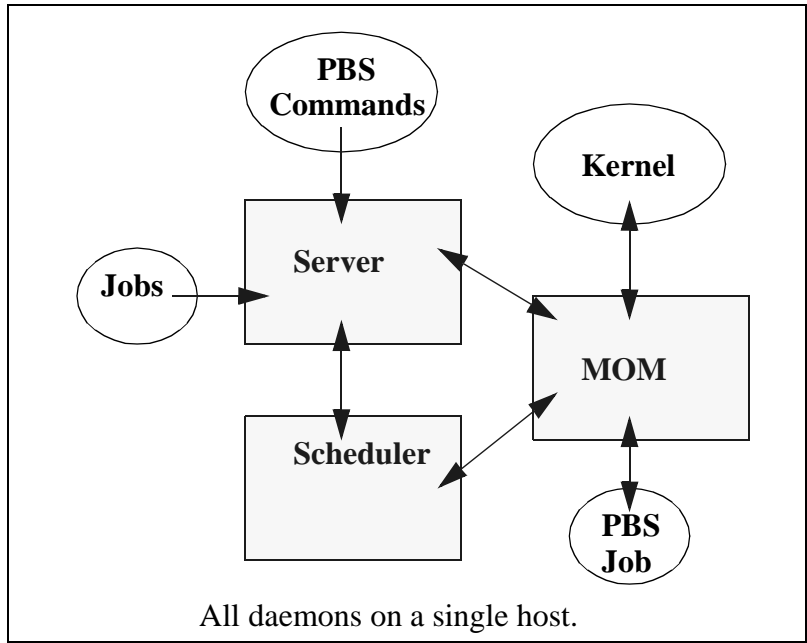 PBS
Commands
Kernel
Server
Jobs
MOM
Scheduler
PBS
Job
All daemons on a single host.